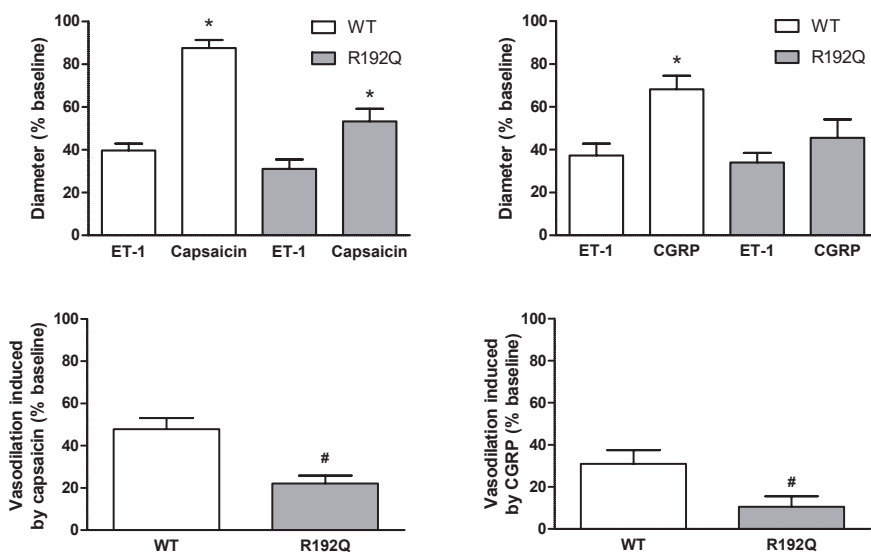 Diameter (% baseline)
100
80
60
40
20
0
*
*
WT
R192Q
ET-1 Capsaicin ET-1 Capsaicin
Diameter (% baseline)
100
80
60
40
20
0
*
WT
R192Q
ET-1 CGRP ET-1 CGRP
Vasodilation induced
by capsaicin (% baseline)
100
80
60
40
20
0
#
WT R192Q
Vasodilation induced
by CGRP (% baseline)
100
80
60
40
20
0
#
WT R192Q